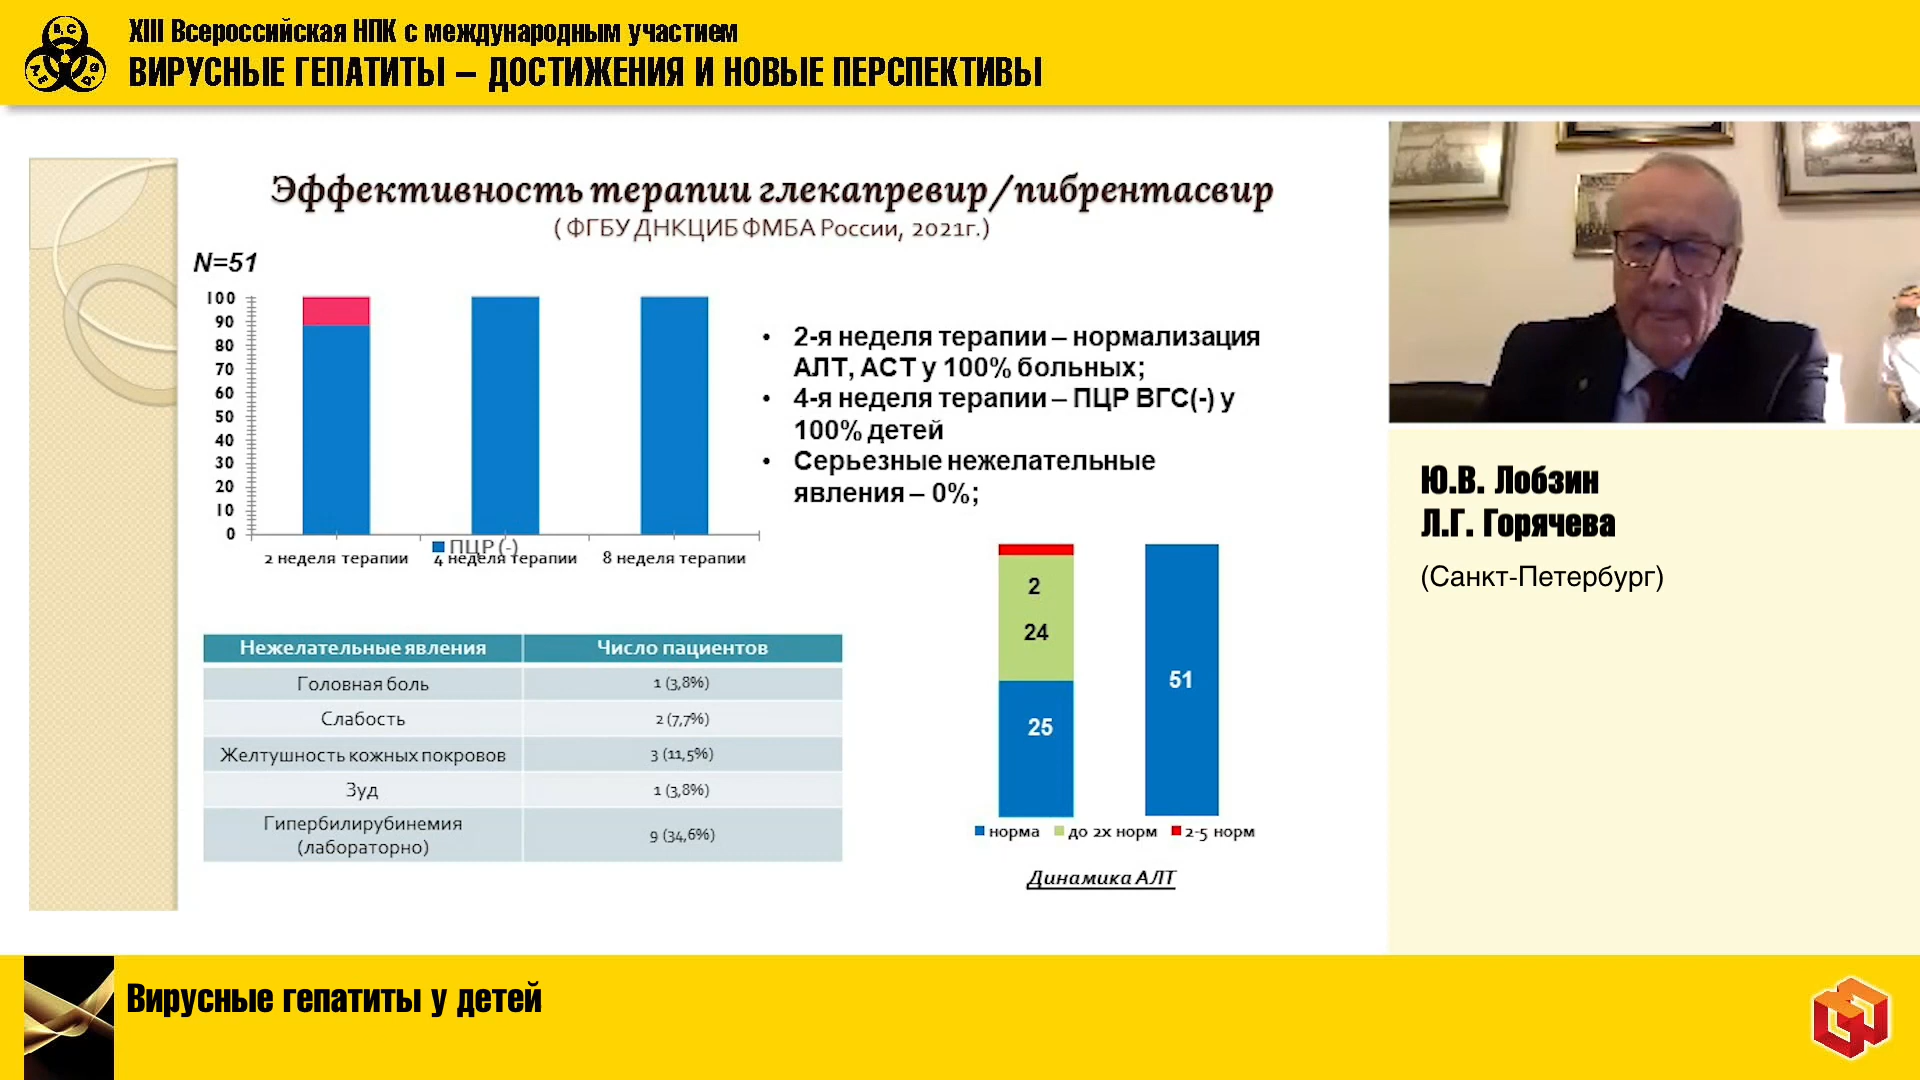 XIII Всероссийская НПК с международным участием
ВИРУСНЫЕ ГЕПАТИТЫ – ДОСТИЖЕНИЯ И НОВЫЕ ПЕРСПЕКТИВЫ
Эффективность терапии глекапревир/пибрентасвир
( ФГБУ ДНКЦИБ ФМБА России, 2021г.)
N=51
100
90
80
70
60
50
40
30
20
10
0
ПЦР (-)
2 неделя терапии 4 неделя терапии 8 неделя терапии
• 2-я неделя терапии – нормализация
АЛТ, АСТ у 100% больных;
• 4-я неделя терапии – ПЦР ВГС(-) у
100% детей
• Серьезные нежелательные
явления – 0%;
Нежелательные явления Число пациентов
Головная боль 1 (3,8%)
Слабость 2 (7,7%)
Желтушность кожных покровов 3 (11,5%)
Зуд 1 (3,8%)
Гипербилирубинемия
(лабораторно) 9 (34,6%)
2
24
25
51
норма до 2х норм 2-5 норм
Динамика АЛТ
Ю.В. Лобзин
Л.Г. Горячева
(Санкт-Петербург)
Вирусные гепатиты у детей